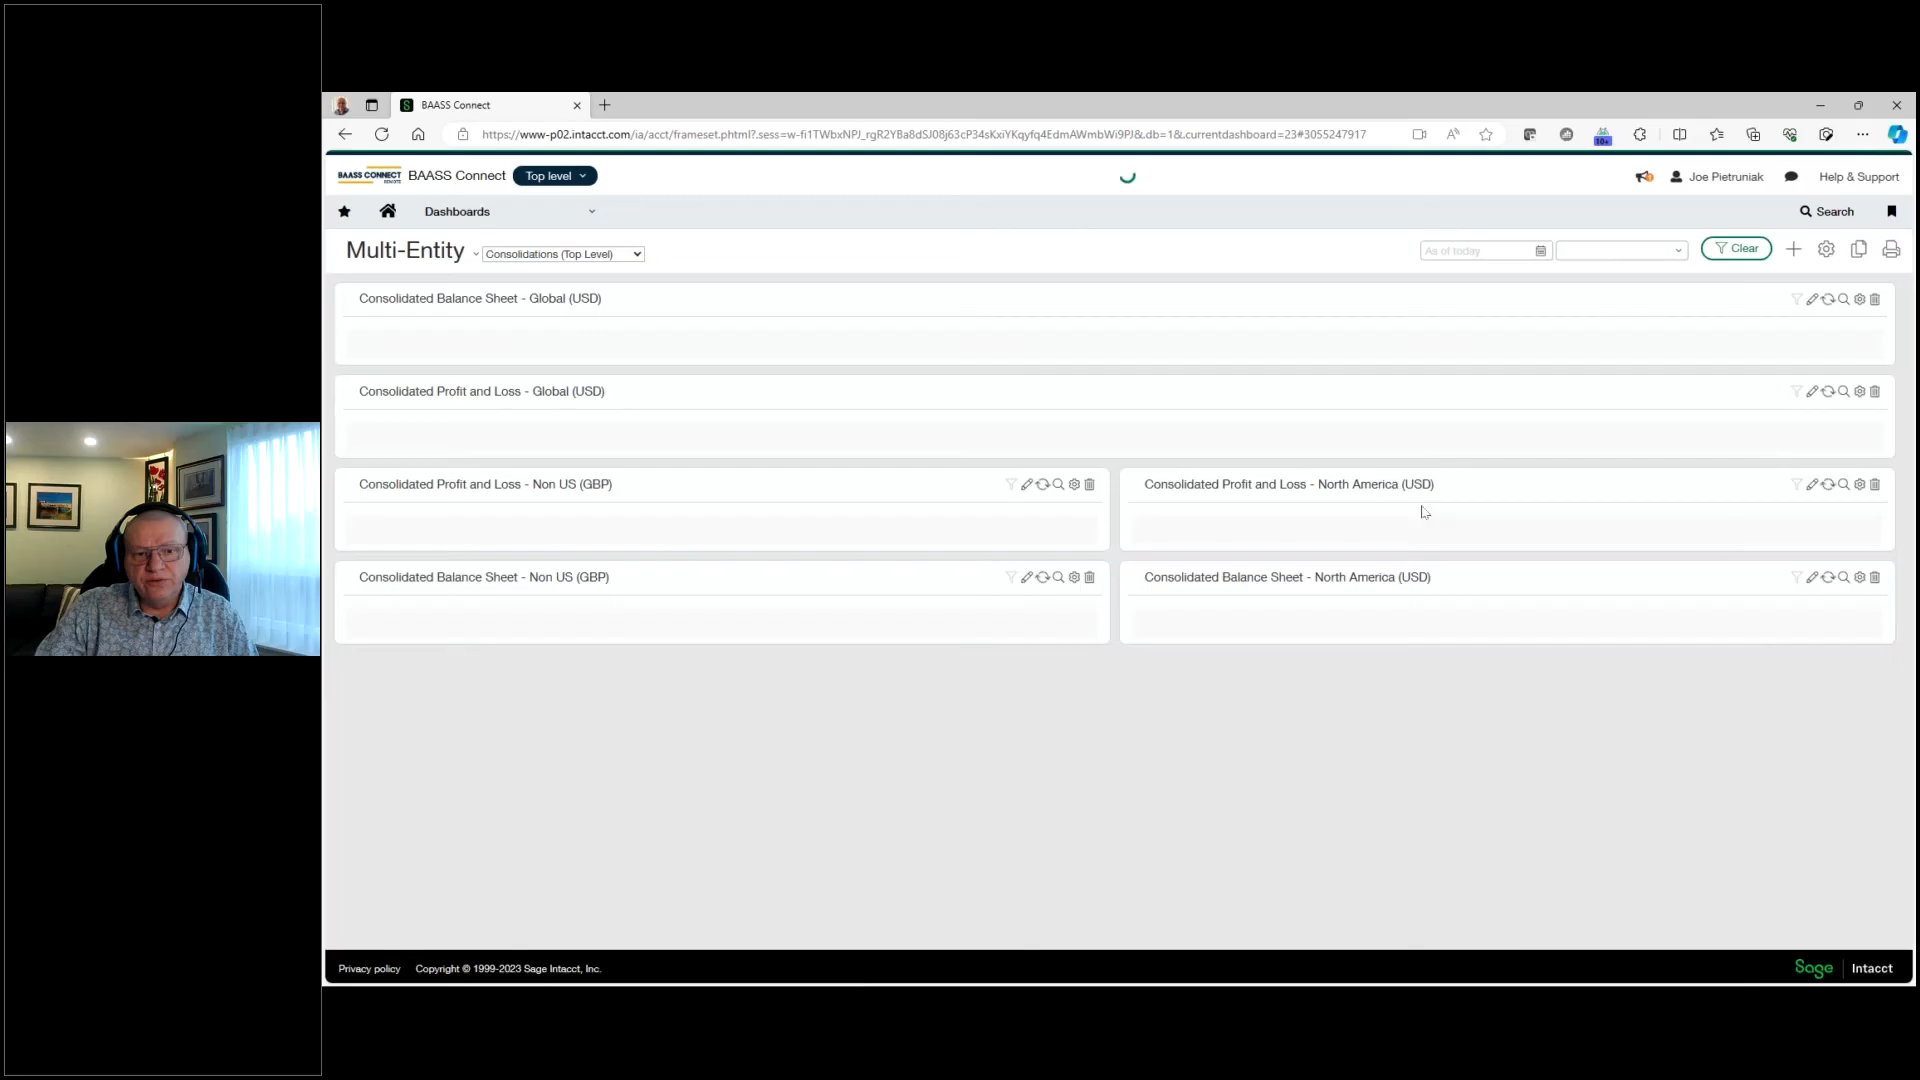 BAASS Connect
https://www-p02.intacct.com/ia/acct/frameset.phtml?.sess=w-fi1TWbxNPJ_rgR2YBa8dSJ08j63cP34sKxiYKqyfq4EdmAWmbWi9PJ&.db=1&.currentdashboard=23#3055247917
10+
BAASS CONNECT
BAASS Connect
Top level
Joe Pietruniak
Help & Support
Dashboards
Search
Multi-Entity
Consolidations (Top Level)
As of today
Clear
Consolidated Balance Sheet - Global (USD)
Consolidated Profit and Loss - Global (USD)
Consolidated Profit and Loss - Non US (GBP)
Consolidated Profit and Loss - North America (USD)
Consolidated Balance Sheet - Non US (GBP)
Consolidated Balance Sheet - North America (USD)
Privacy policy
Copyright © 1999-2023 Sage Intacct, Inc.
Sage
Intacct